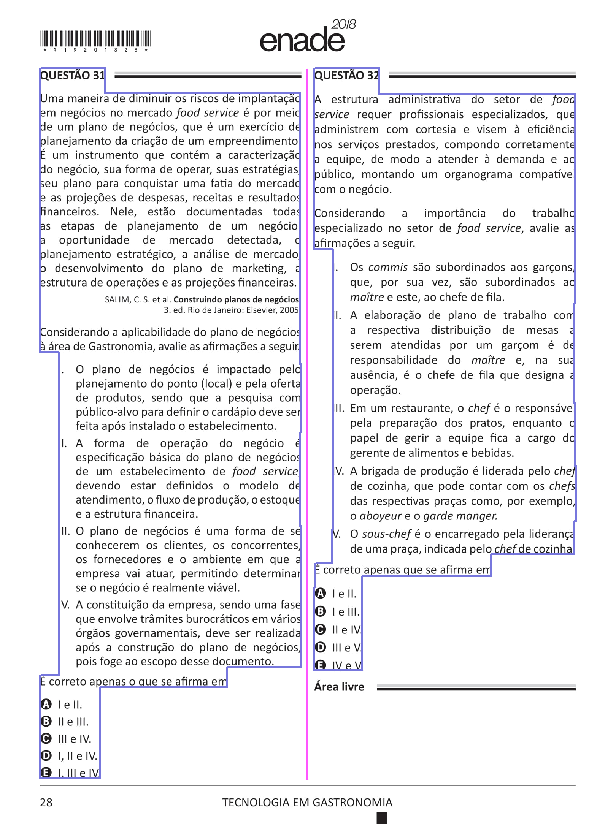 *R19201828*
enade2018
QUESTÃO 31
Uma maneira de diminuir os riscos de implantação
em negócios no mercado food service é por meio
de um plano de negócios, que é um exercício de
planejamento da criação de um empreendimento
É um instrumento que contém a caracterização
do negócio, sua forma de operar, suas estratégias,
seu plano para conquistar uma fatia do mercado
e as projeções de despesas, receitas e resultados
financeiros. Nele, estão documentadas todas
as etapas de planejamento de um negócio:
a oportunidade de mercado detectada, o
planejamento estratégico, a análise de mercado,
o desenvolvimento do plano de marketing, a
estrutura de operações e as projeções financeiras.
SALIM, C. S. et al. Construindo planos de negócios.
3. ed. Rio de Janeiro: Elsevier, 2005
Considerando a aplicabilidade do plano de negócios
à área de Gastronomia, avalie as afirmações a seguir.
I. O plano de negócios é impactado pelo
planejamento do ponto (local) e pela oferta
de produtos, sendo que a pesquisa com
público-alvo para definir o cardápio deve ser
feita após instalado o estabelecimento.
II. A forma de operação do negócio é
especificação básica do plano de negócios
de um estabelecimento de food service,
devendo estar definidos o modelo de
atendimento, o fluxo de produção, o estoque
e a estrutura financeira.
III. O plano de negócios é uma forma de se
conhecerem os clientes, os concorrentes,
os fornecedores e o ambiente em que a
empresa vai atuar, permitindo determinar
se o negócio é realmente viável.
IV. A constituição da empresa, sendo uma fase
que envolve trâmites burocráticos em vários
órgãos governamentais, deve ser realizada
após a construção do plano de negócios,
pois foge ao escopo desse documento.
É correto apenas o que se afirma em
A I e II.
B II e III.
C III e IV.
D I, II e IV.
E I, III e IV.
QUESTÃO 32
A estrutura administrativa do setor de food
service requer profissionais especializados, que
administrem com cortesia e visem à eficiência
nos serviços prestados, compondo corretamente
a equipe, de modo a atender à demanda e ao
público, montando um organograma compatível
com o negócio.
Considerando a importância do trabalho
especializado no setor de food service, avalie as
afirmações a seguir.
I. Os commis são subordinados aos garçons,
que, por sua vez, são subordinados ao
maître e este, ao chefe de fila.
II. A elaboração de plano de trabalho com
a respectiva distribuição de mesas a
serem atendidas por um garçom é de
responsabilidade do maître e, na sua
ausência, é o chefe de fila que designa a
operação.
III. Em um restaurante, o chef é o responsável
pela preparação dos pratos, enquanto o
papel de gerir a equipe fica a cargo do
gerente de alimentos e bebidas.
IV. A brigada de produção é liderada pelo chef
de cozinha, que pode contar com os chefs
das respectivas praças como, por exemplo,
o aboyeur e o garde manger.
V. O sous-chef é o encarregado pela liderança
de uma praça, indicada pelo chef de cozinha.
É correto apenas que se afirma em
A I e II.
B I e III.
C II e IV.
D III e V.
E IV e V.
Área livre
28
TECNOLOGIA EM GASTRONOMIA